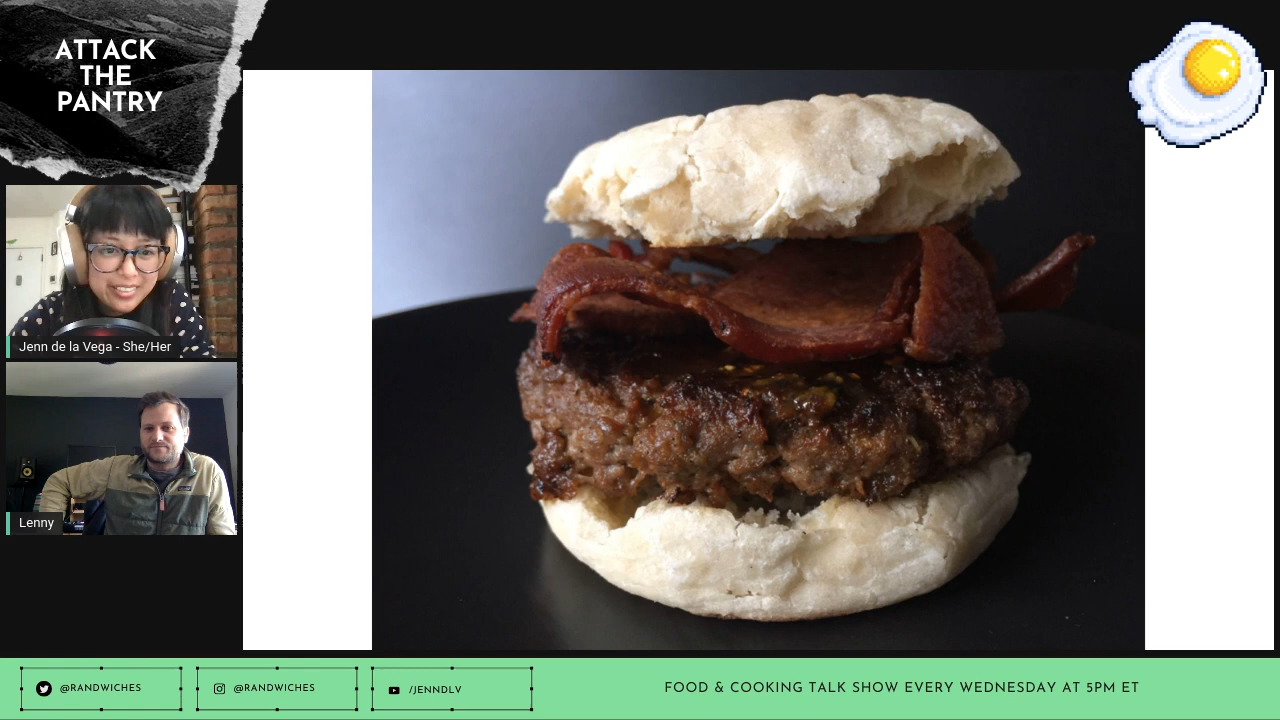 ATTACK
THE
PANTRY
Jenn de la Vega - She/Her
Lenny
@RANDWICHES
@RANDWICHES
/JENNDLV
FOOD & COOKING TALK SHOW EVERY WEDNESDAY AT 5PM ET